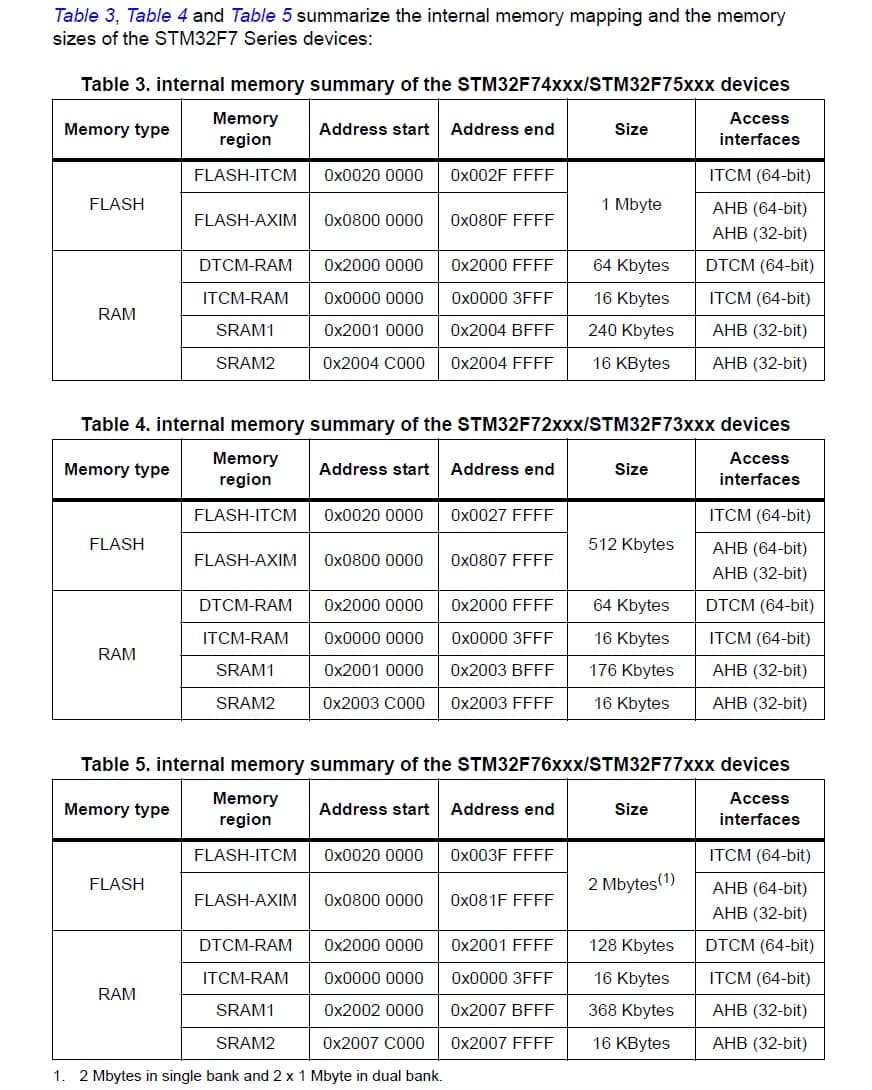 Table 3, Table 4 and Table 5 summarize the internal memory mapping and the memory
sizes of the STM32F7 Series devices:
Table 3. internal memory summary of the STM32F74xxx/STM32F75xxx devices
Memory type Memory region Address start Address end Size Access interfaces
FLASH FLASH-ITCM 0x0020 0000 0x002F FFFF 1 Mbyte ITCM (64-bit)
FLASH-AXIM 0x0800 0000 0x080F FFFF AHB (64-bit)
AHB (32-bit)
RAM DTCM-RAM 0x2000 0000 0x2000 FFFF 64 Kbytes DTCM (64-bit)
ITCM-RAM 0x0000 0000 0x0000 3FFF 16 Kbytes ITCM (64-bit)
SRAM1 0x2001 0000 0x2004 BFFF 240 Kbytes AHB (32-bit)
SRAM2 0x2004 C000 0x2004 FFFF 16 KBytes AHB (32-bit)
Table 4. internal memory summary of the STM32F72xxx/STM32F73xxx devices
Memory type Memory region Address start Address end Size Access interfaces
FLASH FLASH-ITCM 0x0020 0000 0x0027 FFFF 512 Kbytes ITCM (64-bit)
FLASH-AXIM 0x0800 0000 0x0807 FFFF AHB (64-bit)
AHB (32-bit)
RAM DTCM-RAM 0x2000 0000 0x2000 FFFF 64 Kbytes DTCM (64-bit)
ITCM-RAM 0x0000 0000 0x0000 3FFF 16 Kbytes ITCM (64-bit)
SRAM1 0x2001 0000 0x2003 BFFF 176 Kbytes AHB (32-bit)
SRAM2 0x2003 C000 0x2003 FFFF 16 Kbytes AHB (32-bit)
Table 5. internal memory summary of the STM32F76xxx/STM32F77xxx devices
Memory type Memory region Address start Address end Size Access interfaces
FLASH FLASH-ITCM 0x0020 0000 0x003F FFFF 2 Mbytes(1) ITCM (64-bit)
FLASH-AXIM 0x0800 0000 0x081F FFFF AHB (64-bit)
AHB (32-bit)
RAM DTCM-RAM 0x2000 0000 0x2001 FFFF 128 Kbytes DTCM (64-bit)
ITCM-RAM 0x0000 0000 0x0000 3FFF 16 Kbytes ITCM (64-bit)
SRAM1 0x2002 0000 0x2007 BFFF 368 Kbytes AHB (32-bit)
SRAM2 0x2007 C000 0x2007 FFFF 16 KBytes AHB (32-bit)
1. 2 Mbytes in single bank and 2 x 1 Mbyte in dual bank.